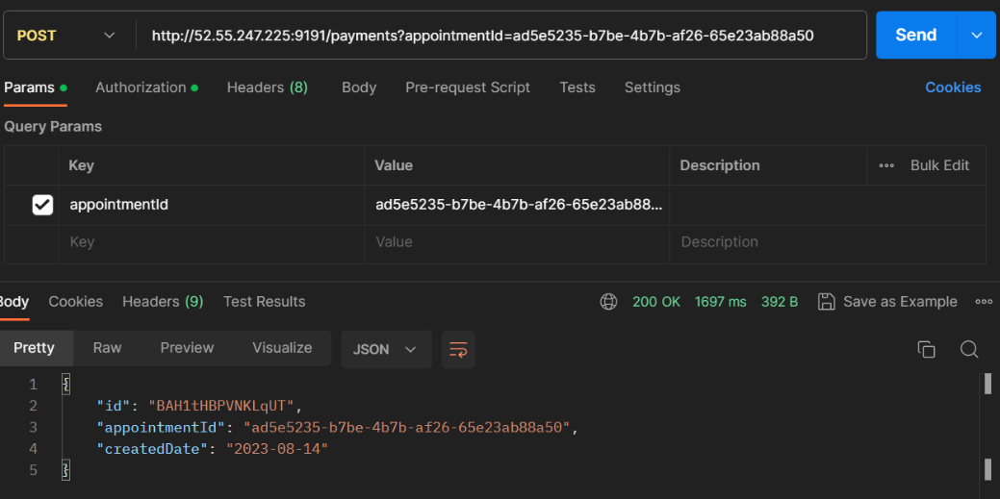 POST http://52.55.247.225:9191/payments?appointmentId=ad5e5235-b7be-4b7b-af26-65e23ab88a50 Send
Params Authorization Headers (8) Body Pre-request Script Tests Settings Cookies
Query Params
Key Value Description ••• Bulk Edit
appointmentId ad5e5235-b7be-4b7b-af26-65e23ab88...
Key Value Description
Body Cookies Headers (9) Test Results 200 OK 1697 ms 392 B Save as Example •••
Pretty Raw Preview Visualize JSON
1 {
2 "id": "BAH1tHBPVNKLqUT",
3 "appointmentId": "ad5e5235-b7be-4b7b-af26-65e23ab88a50",
4 "createdDate": "2023-08-14"
5 }